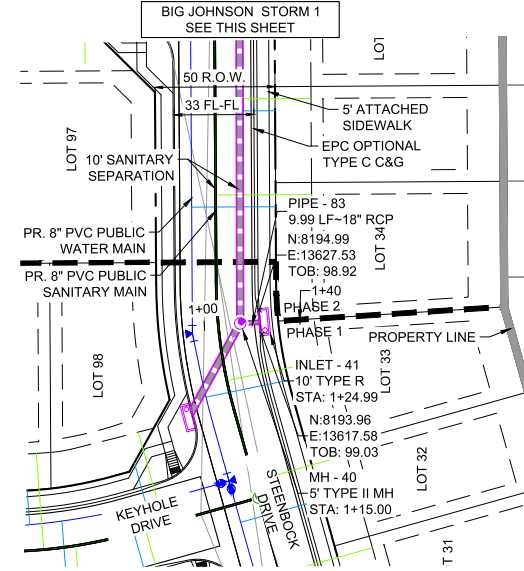 BIG JOHNSON STORM 1
SEE THIS SHEET
LOT
50 R.O.W.
33 FL-FL
5' ATTACHED
SIDEWALK
EPC OPTIONAL
TYPE C C&G
LOT 97
10' SANITARY
SEPARATION
PIPE - 83
9.99 LF~18" RCP
N:8194.99
E:13627.53
TOB: 98.92
LOT 34
PR. 8" PVC PUBLIC
WATER MAIN
PR. 8" PVC PUBLIC
SANITARY MAIN
1+40
PHASE 2
1+00
PHASE 1
PROPERTY LINE
LOT 98
INLET - 41
10' TYPE R
STA: 1+24.99
LOT 33
N:8193.96
E:13617.58
TOB: 99.03
LOT 32
MH - 40
5' TYPE II MH
STA: 1+15.00
KEYHOLE
DRIVE
STEENBOCK
DRIVE
T 31